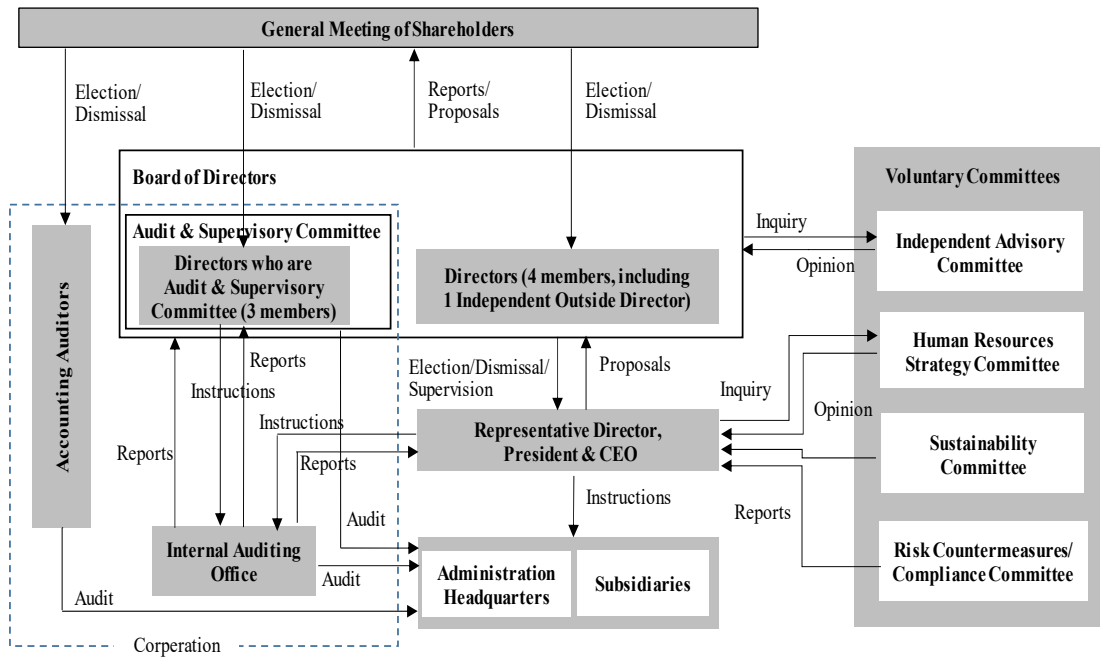 General Meeting of Shareholders
Election/
Dismissal
Election/
Dismissal
Reports/
Proposals
Election/
Dismissal
Board of Directors
Audit & Supervisory Committee
Directors who are
Audit & Supervisory
Committee (3 members)
Directors (4 members, including
1 Independent Outside Director)
Accounting Auditors
Voluntary Committees
Inquiry
Opinion
Independent Advisory
Committee
Human Resources
Strategy Committee
Sustainability
Committee
Risk Countermeasures/
Compliance Committee
Reports
Instructions
Election/Dismissal/
Supervision
Proposals
Inquiry
Opinion
Instructions
Reports
Reports
Representative Director,
President & CEO
Instructions
Reports
Audit
Internal Auditing
Office
Audit
Administration
Headquarters
Subsidiaries
Audit
Corperation